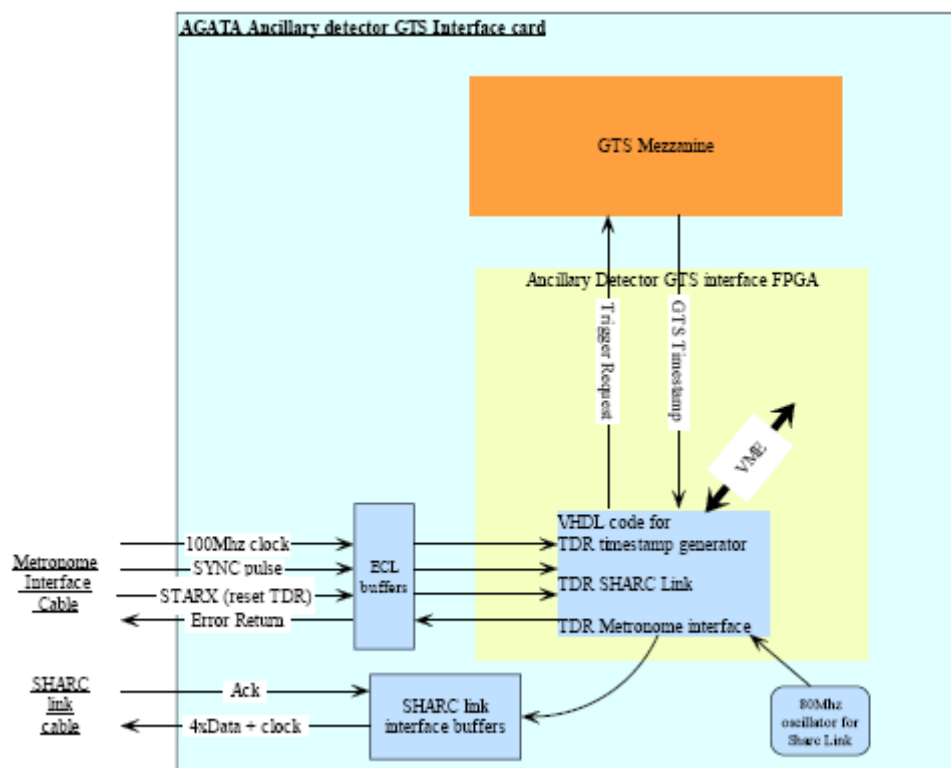 AGATA Ancillary detector GTS Interface card
GTS Mezzanine
Ancillary Detector GTS interface FPGA
Trigger Request
GTS Timestamp
VME
VHDL code for
TDR timestamp generator
TDR SHARC Link
TDR Metronome interface
Metronome
Interface
Cable
100Mhz clock
SYNC pulse
STARX (reset TDR)
Error Return
ECL
buffers
SHARC
link
cable
Ack
4xData + clock
SHARC link
interface buffers
80Mhz
oscillator for
Share Link